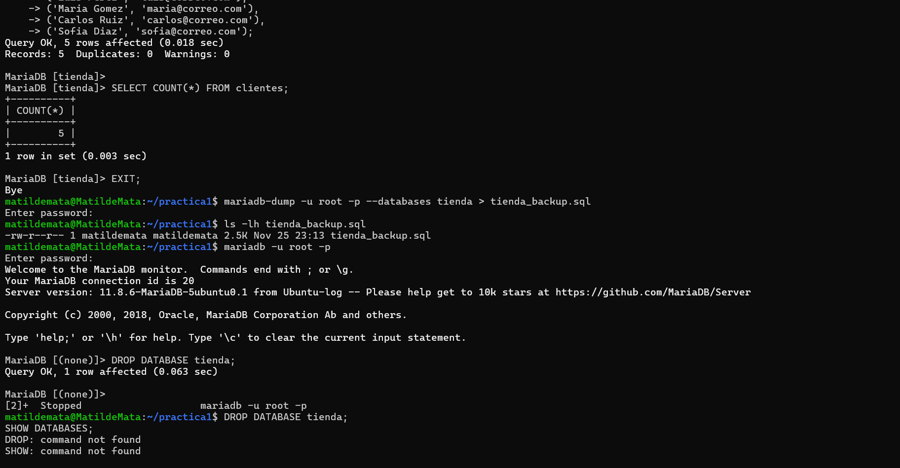 -> ('Maria Gomez', 'maria@correo.com'),
    -> ('Carlos Ruiz', 'carlos@correo.com'),
    -> ('Sofia Diaz', 'sofia@correo.com');
Query OK, 5 rows affected (0.018 sec)
Records: 5  Duplicates: 0  Warnings: 0

MariaDB [tienda]>
MariaDB [tienda]> SELECT COUNT(*) FROM clientes;
+----------+
| COUNT(*) |
+----------+
|        5 |
+----------+
1 row in set (0.003 sec)

MariaDB [tienda]> EXIT;
Bye
matildemata@MatildeMata:~/practica1$ mariadb-dump -u root -p --databases tienda > tienda_backup.sql
Enter password:
matildemata@MatildeMata:~/practica1$ ls -lh tienda_backup.sql
-rw-r--r-- 1 matildemata matildemata 2.5K Nov 25 23:13 tienda_backup.sql
matildemata@MatildeMata:~/practica1$ mariadb -u root -p
Enter password:
Welcome to the MariaDB monitor.  Commands end with ; or \g.
Your MariaDB connection id is 20
Server version: 11.8.6-MariaDB-5ubuntu0.1 from Ubuntu-log -- Please help get to 10k stars at https://github.com/MariaDB/Server

Copyright (c) 2000, 2018, Oracle, MariaDB Corporation Ab and others.

Type 'help;' or '\h' for help. Type '\c' to clear the current input statement.

MariaDB [(none)]> DROP DATABASE tienda;
Query OK, 1 row affected (0.063 sec)

MariaDB [(none)]>
[2]+  Stopped                 mariadb -u root -p
matildemata@MatildeMata:~/practica1$ DROP DATABASE tienda;
SHOW DATABASES;
DROP: command not found
SHOW: command not found